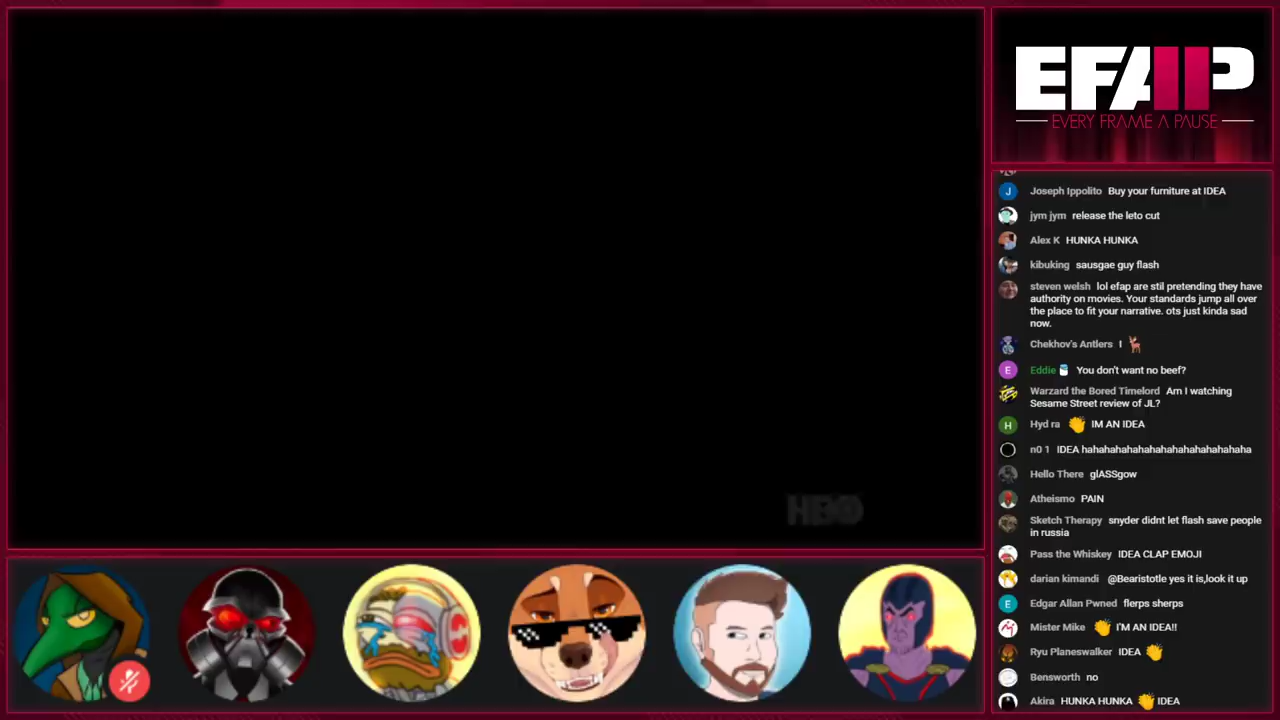 HBO
EFAP
EVERY FRAME A PAUSE
Joseph Ippolito Buy your furniture at IDEA
jym jym release the leto cut
Alex K HUNKA HUNKA
kibuking sausgae guy flash
steven welsh lol efap are stil pretending they have
authority on movies. Your standards jump all over
the place to fit your narrative. ots just kinda sad
now.
Chekhov's Antlers I 🦌
Eddie 🥛 You don't want no beef?
Warzard the Bored Timelord Am I watching
Sesame Street review of JL?
Hyd ra 👏 IM AN IDEA
n0 1 IDEA hahahahahahahahahahahahahaha
Hello There glASSgow
Atheismo PAIN
Sketch Therapy snyder didnt let flash save people
in russia
Pass the Whiskey IDEA CLAP EMOJI
darian kimandi @Bearistotle yes it is,look it up
Edgar Allan Pwned flerps sherps
Mister Mike 👏 I'M AN IDEA!!
Ryu Planeswalker IDEA 👏
Bensworth no
Akira HUNKA HUNKA 👏 IDEA